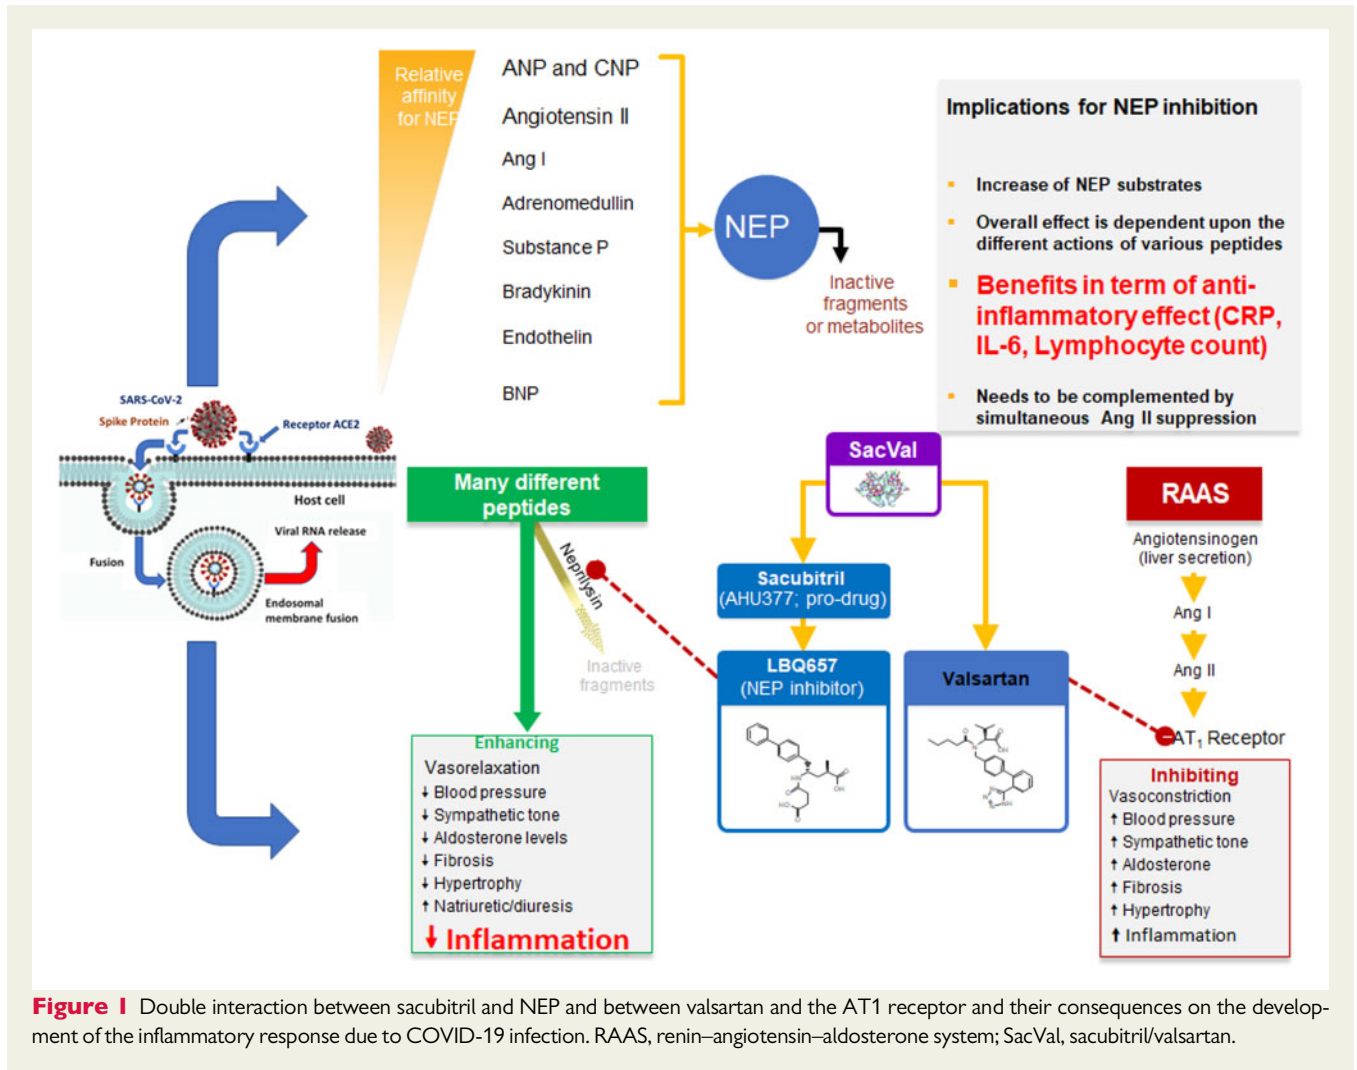 Relative
affinity
for NEP
ANP and CNP
Angiotensin II
Ang I
Adrenomedullin
Substance P
Bradykinin
Endothelin
BNP
NEP
Inactive
fragments
or metabolites
Implications for NEP inhibition
Increase of NEP substrates
Overall effect is dependent upon the
different actions of various peptides
Benefits in term of anti-
inflammatory effect (CRP,
IL-6, Lymphocyte count)
Needs to be complemented by
simultaneous Ang II suppression
SARS-CoV-2
Spike Protein
Receptor ACE2
Host cell
Viral RNA release
Fusion
Endosomal
membrane fusion
Many different
peptides
Neprilysin
Inactive
fragments
Enhancing
Vasorelaxation
↓ Blood pressure
↓ Sympathetic tone
↓ Aldosterone levels
↓ Fibrosis
↓ Hypertrophy
↑ Natriuretic/diuresis
↓ Inflammation
SacVal
Sacubitril
(AHU377; pro-drug)
LBQ657
(NEP inhibitor)
HN
O
OH
HO
O
O
Valsartan
O
O
N
OH
N
N
N
NH
RAAS
Angiotensinogen
(liver secretion)
Ang I
Ang II
AT₁ Receptor
Inhibiting
Vasoconstriction
↑ Blood pressure
↑ Sympathetic tone
↑ Aldosterone
↑ Fibrosis
↑ Hypertrophy
↑ Inflammation
Figure 1 Double interaction between sacubitril and NEP and between valsartan and the AT1 receptor and their consequences on the develop-
ment of the inflammatory response due to COVID-19 infection. RAAS, renin–angiotensin–aldosterone system; SacVal, sacubitril/valsartan.